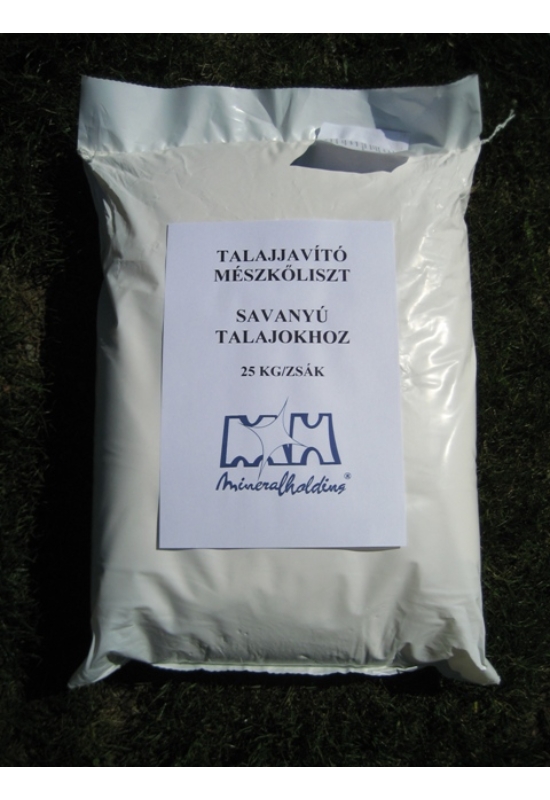 TALAJJAVÍTÓ
MÉSZKŐLISZT
SAVANYÚ
TALAJOKHOZ
25 KG/ZSÁK
Mineralholding ®